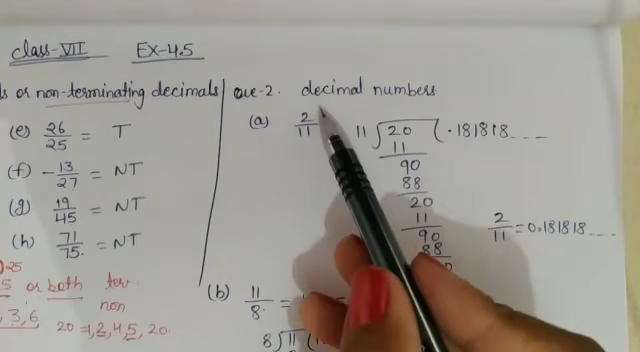 class-VII EX-4.5
ds or non-terminating decimals
(e) 26/25 = T
(f) -13/27 = NT
(g) 19/45 = NT
(h) 71/75 = NT
25
5 or both ter.
non
3, 6
20 = 1, 2, 4, 5, 20.
Que-2. decimal numbers
(a) 2/11
11 ) 20 ( .181818...
11
90
88
20
11
90
88
2/11 = 0.181818....
(b) 11/8 =
8 ) 11 (